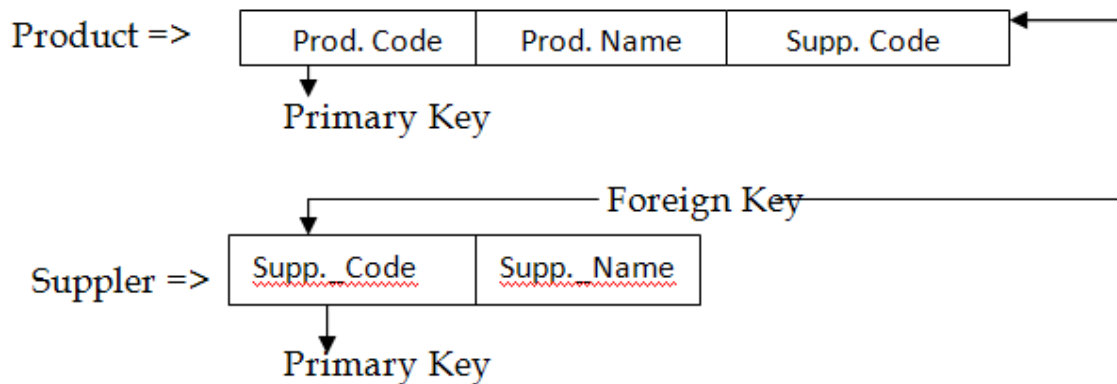 Product => Prod. Code Prod. Name Supp. Code
Primary Key
Foreign Key
Suppler => Supp._Code Supp._Name
Primary Key